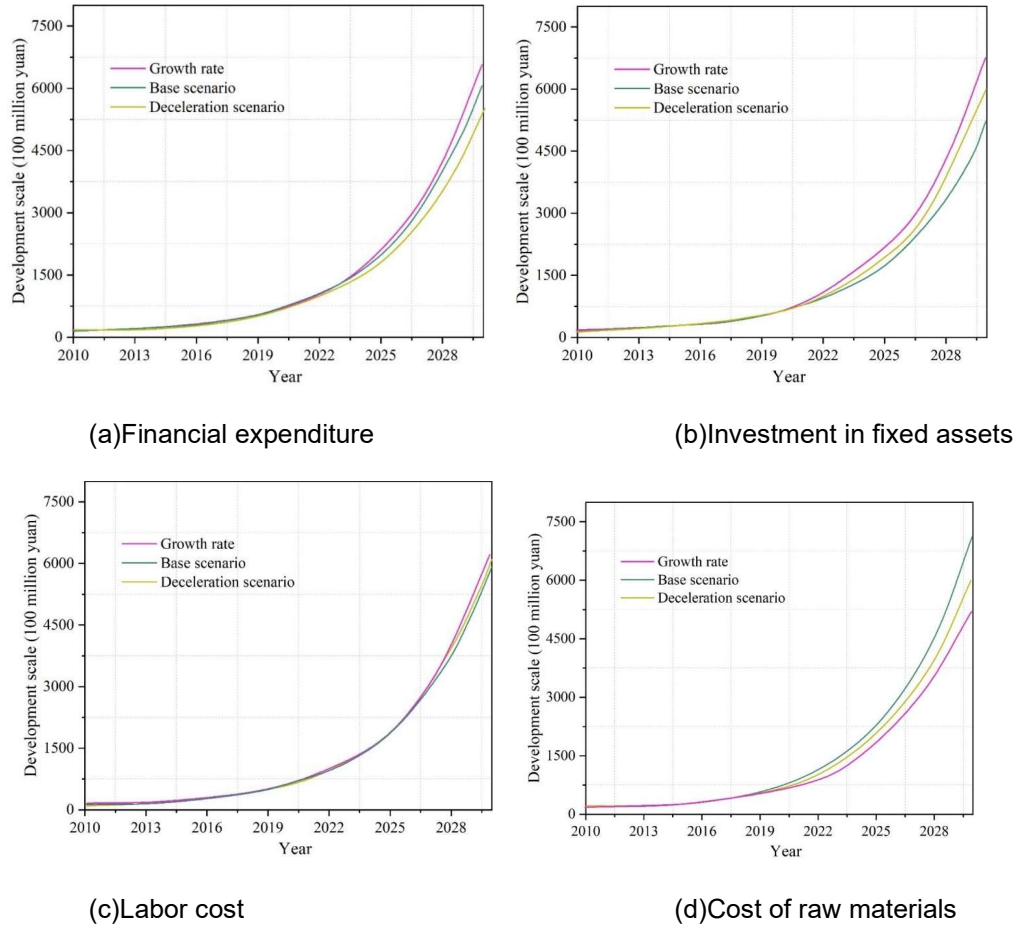 Development scale (100 million yuan)
7500
6000
4500
3000
1500
0
Growth rate
Base scenario
Deceleration scenario
2010 2013 2016 2019 2022 2025 2028
Year
(a)Financial expenditure
Development scale (100 million yuan)
7500
6000
4500
3000
1500
0
Growth rate
Base scenario
Deceleration scenario
2010 2013 2016 2019 2022 2025 2028
Year
(b)Investment in fixed assets
Development scale (100 million yuan)
7500
6000
4500
3000
1500
0
Growth rate
Base scenario
Deceleration scenario
2010 2013 2016 2019 2022 2025 2028
Year
(c)Labor cost
Development scale (100 million yuan)
7500
6000
4500
3000
1500
0
Growth rate
Base scenario
Deceleration scenario
2010 2013 2016 2019 2022 2025 2028
Year
(d)Cost of raw materials